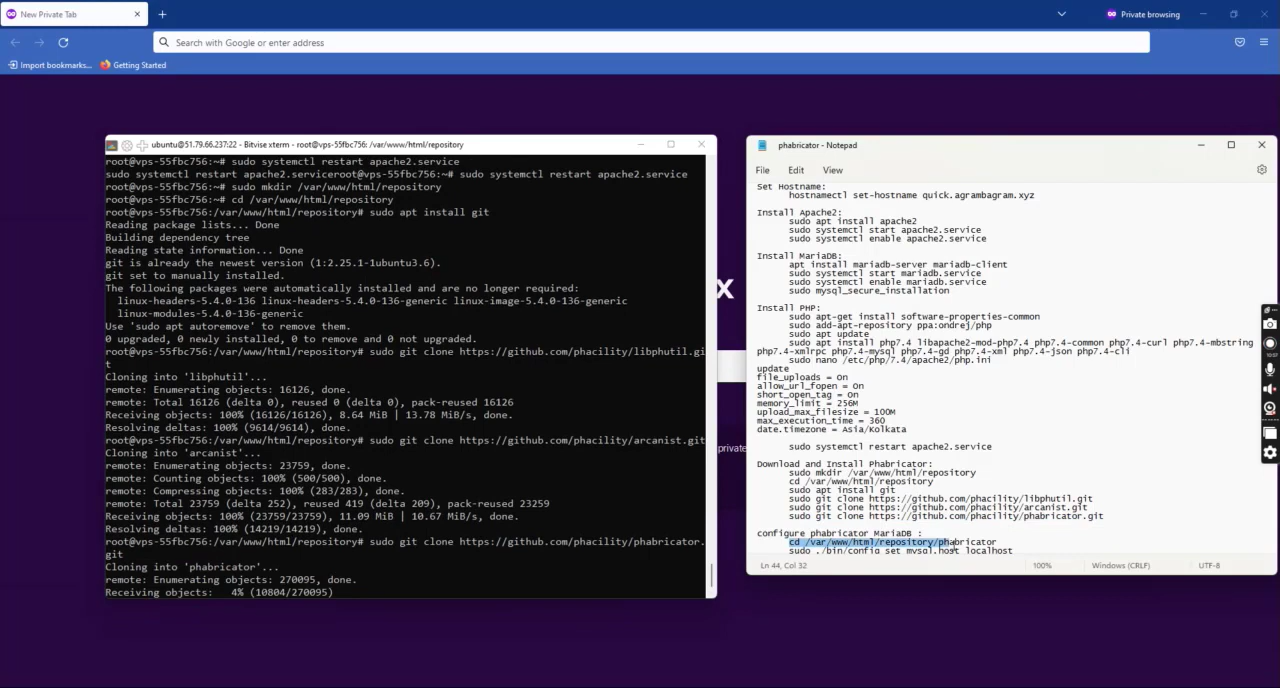 New Private Tab
Private browsing
Search with Google or enter address
Import bookmarks...
Getting Started
ubuntu@51.79.66.237:22 - Bitvise xterm - root@vps-55fbc756: /var/www/html/repository
root@vps-55fbc756:~# sudo systemctl restart apache2.service
sudo systemctl restart apache2.serviceroot@vps-55fbc756:~# sudo systemctl restart apache2.service
root@vps-55fbc756:~# sudo mkdir /var/www/html/repository
root@vps-55fbc756:~# cd /var/www/html/repository
root@vps-55fbc756:/var/www/html/repository# sudo apt install git
Reading package lists... Done
Building dependency tree
Reading state information... Done
git is already the newest version (1:2.25.1-1ubuntu3.6).
git set to manually installed.
The following packages were automatically installed and are no longer required:
linux-headers-5.4.0-136 linux-headers-5.4.0-136-generic linux-image-5.4.0-136-generic
linux-modules-5.4.0-136-generic
Use 'sudo apt autoremove' to remove them.
0 upgraded, 0 newly installed, 0 to remove and 0 not upgraded.
root@vps-55fbc756:/var/www/html/repository# sudo git clone https://github.com/phacility/libphutil.gi
t
Cloning into 'libphutil'...
remote: Enumerating objects: 16126, done.
remote: Total 16126 (delta 0), reused 0 (delta 0), pack-reused 16126
Receiving objects: 100% (16126/16126), 8.64 MiB | 13.78 MiB/s, done.
Resolving deltas: 100% (9614/9614), done.
root@vps-55fbc756:/var/www/html/repository# sudo git clone https://github.com/phacility/arcanist.git
Cloning into 'arcanist'...
remote: Enumerating objects: 23759, done.
remote: Counting objects: 100% (500/500), done.
remote: Compressing objects: 100% (283/283), done.
remote: Total 23759 (delta 252), reused 419 (delta 209), pack-reused 23259
Receiving objects: 100% (23759/23759), 11.09 MiB | 10.67 MiB/s, done.
Resolving deltas: 100% (14219/14219), done.
root@vps-55fbc756:/var/www/html/repository# sudo git clone https://github.com/phacility/phabricator.
git
Cloning into 'phabricator'...
remote: Enumerating objects: 270095, done.
Receiving objects:   4% (10804/270095)
x
private
phabricator - Notepad
File
Edit
View
Set Hostname:
hostnamectl set-hostname quick.agrambagram.xyz
Install Apache2:
sudo apt install apache2
sudo systemctl start apache2.service
sudo systemctl enable apache2.service
Install MariaDB:
apt install mariadb-server mariadb-client
sudo systemctl start mariadb.service
sudo systemctl enable mariadb.service
sudo mysql_secure_installation
Install PHP:
sudo apt-get install software-properties-common
sudo add-apt-repository ppa:ondrej/php
sudo apt update
sudo apt install php7.4 libapache2-mod-php7.4 php7.4-common php7.4-curl php7.4-mbstring
php7.4-xmlrpc php7.4-mysql php7.4-gd php7.4-xml php7.4-json php7.4-cli
sudo nano /etc/php/7.4/apache2/php.ini
update
file_uploads = On
allow_url_fopen = On
short_open_tag = On
memory_limit = 256M
upload_max_filesize = 100M
max_execution_time = 360
date.timezone = Asia/Kolkata
sudo systemctl restart apache2.service
Download and Install Phabricator:
sudo mkdir /var/www/html/repository
cd /var/www/html/repository
sudo apt install git
sudo git clone https://github.com/phacility/libphutil.git
sudo git clone https://github.com/phacility/arcanist.git
sudo git clone https://github.com/phacility/phabricator.git
configure phabricator MariaDB :
cd /var/www/html/repository/phabricator
sudo ./bin/config set mysql.host localhost
Ln 44, Col 32
100%
Windows (CRLF)
UTF-8